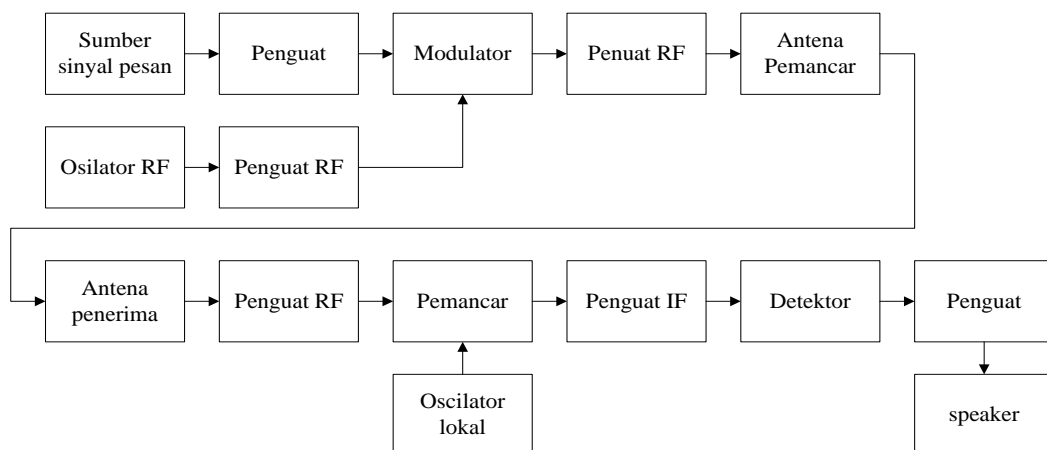 Sumber
sinyal pesan
Penguat
Modulator
Penuat RF
Antena
Pemancar
Osilator RF
Penguat RF
Antena
penerima
Penguat RF
Pemancar
Penguat IF
Detektor
Penguat
Oscilator
lokal
speaker